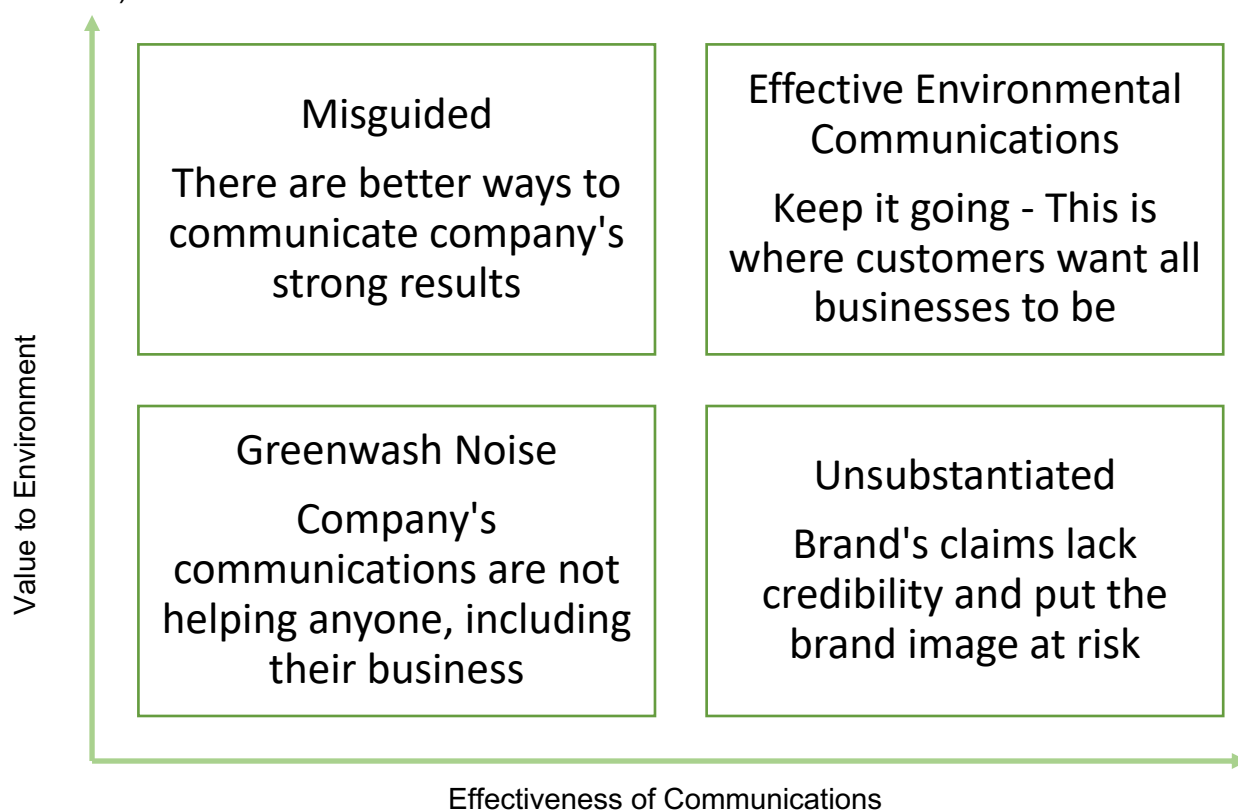 Misguided
There are better ways to
communicate company's
strong results
Effective Environmental
Communications
Keep it going - This is
where customers want all
businesses to be
Greenwash Noise
Company's
communications are not
helping anyone, including
their business
Unsubstantiated
Brand's claims lack
credibility and put the
brand image at risk
Value to Environment
Effectiveness of Communications